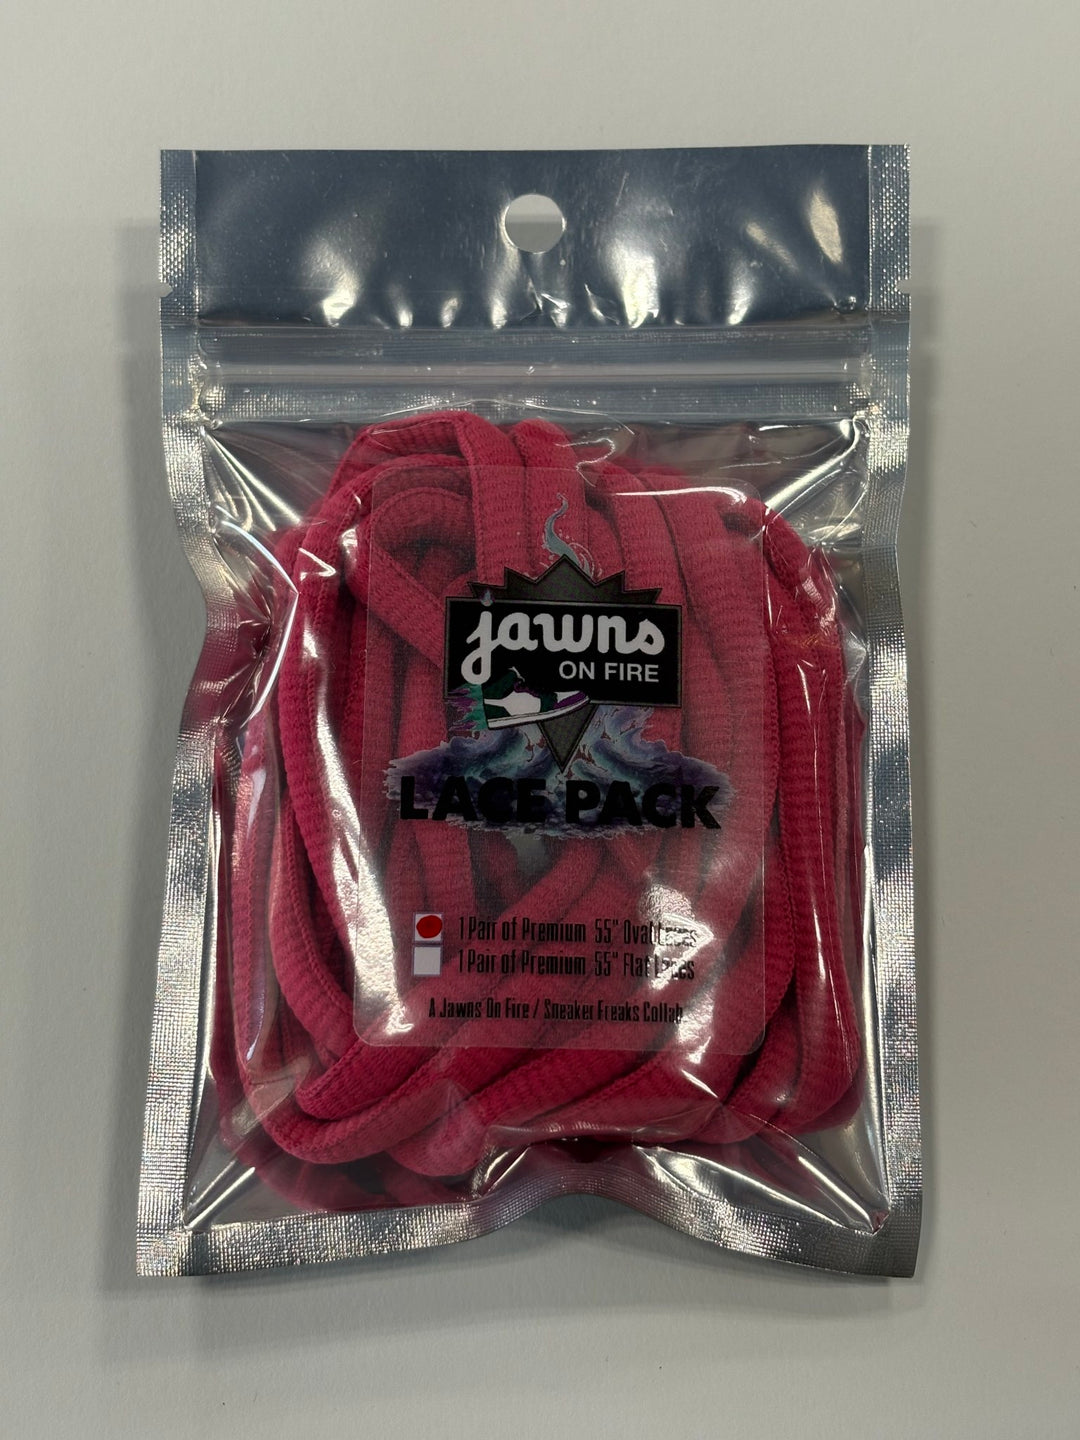 jawns
ON FIRE
LACE PACK
1 Pair of Premium 55" Oval Laces
1 Pair of Premium 55" Flat Laces
A Jawns On Fire / Sneaker Freaks Collab